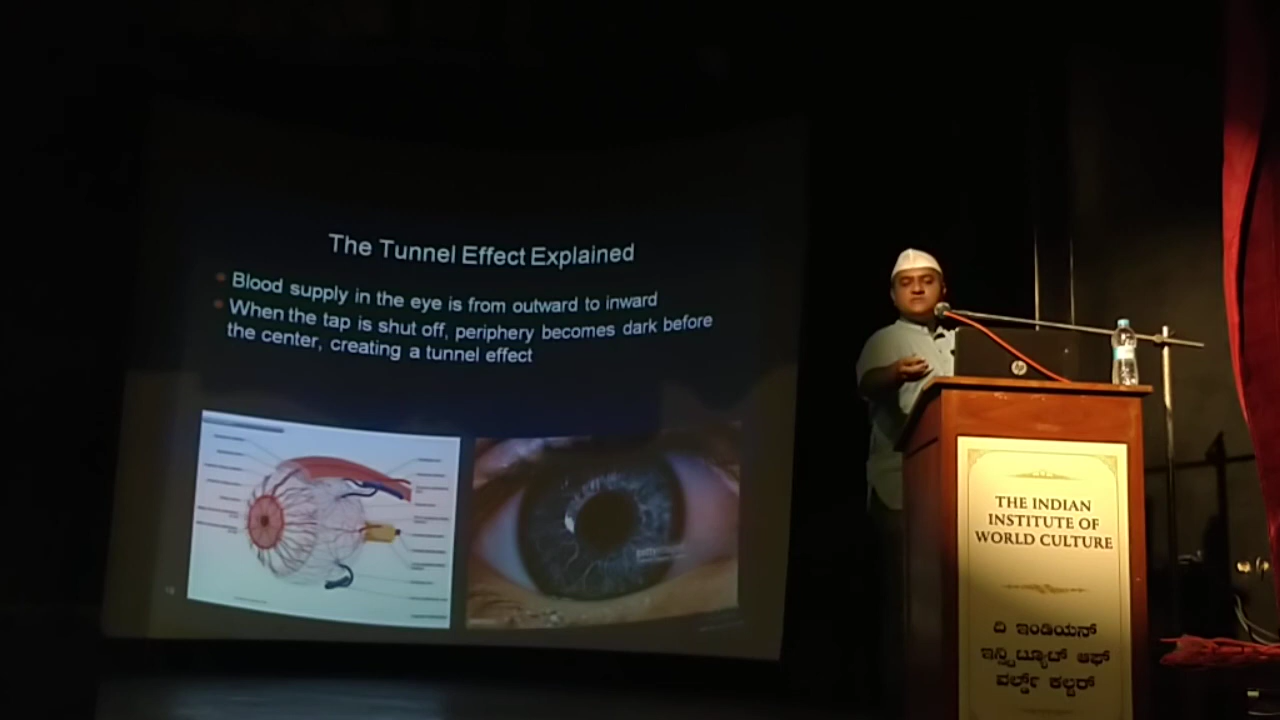 The Tunnel Effect Explained
Blood supply in the eye is from outward to inward
When the tap is shut off, periphery becomes dark before
the center, creating a tunnel effect
hp
THE INDIAN
INSTITUTE OF
WORLD CULTURE
ದಿ ಇಂಡಿಯನ್
ಇನ್ಸ್ಟಿಟ್ಯೂಟ್ ಆಫ್
ವರ್ಲ್ಡ್ ಕಲ್ಚರ್